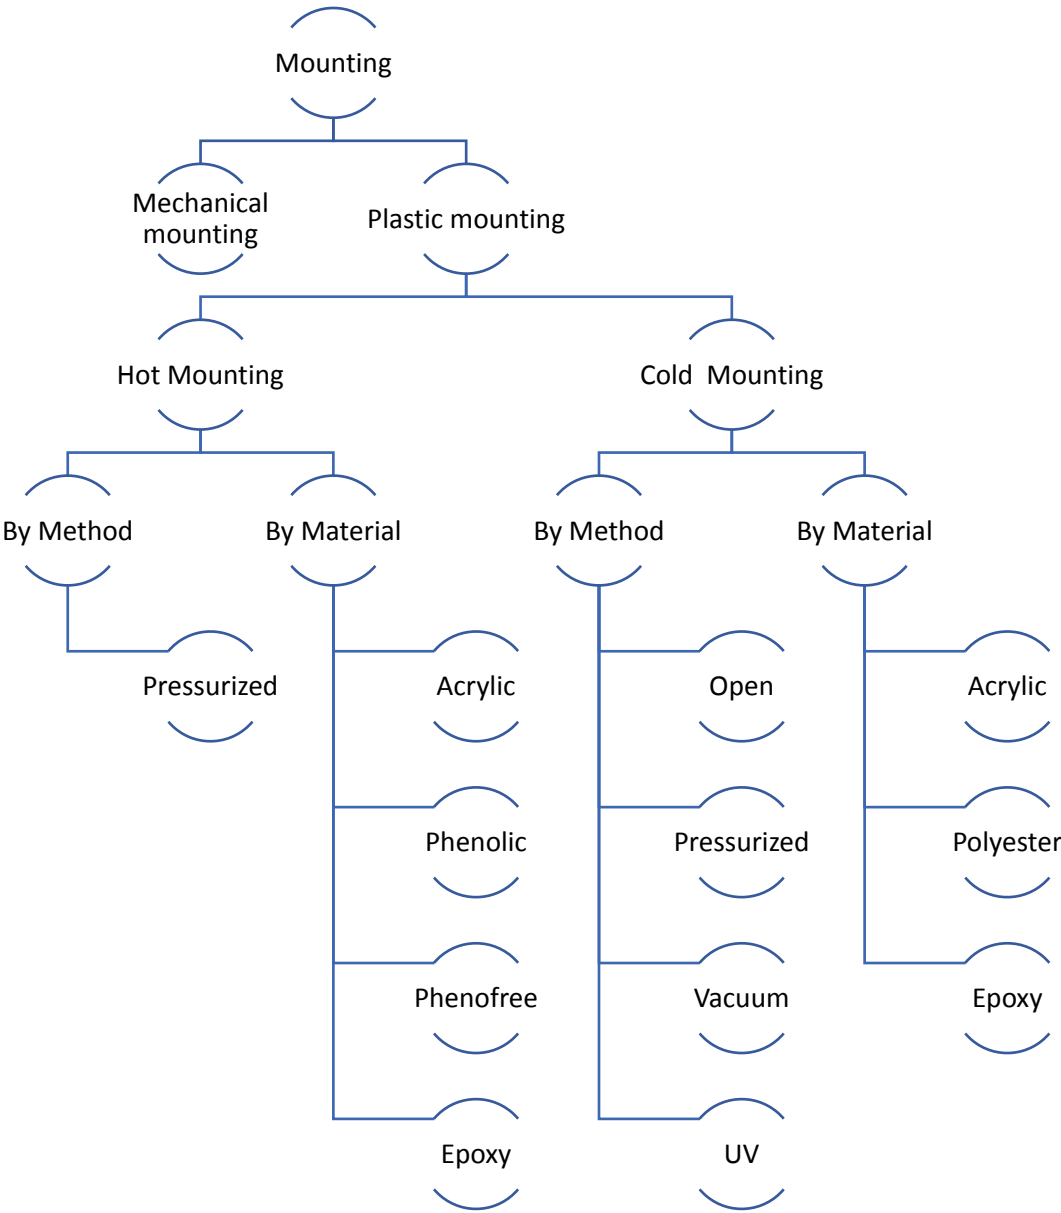 Mounting
Mechanical
mounting
Plastic mounting
Hot Mounting
Cold  Mounting
By Method
By Material
By Method
By Material
Pressurized
Acrylic
Open
Acrylic
Phenolic
Pressurized
Polyester
Phenofree
Vacuum
Epoxy
Epoxy
UV